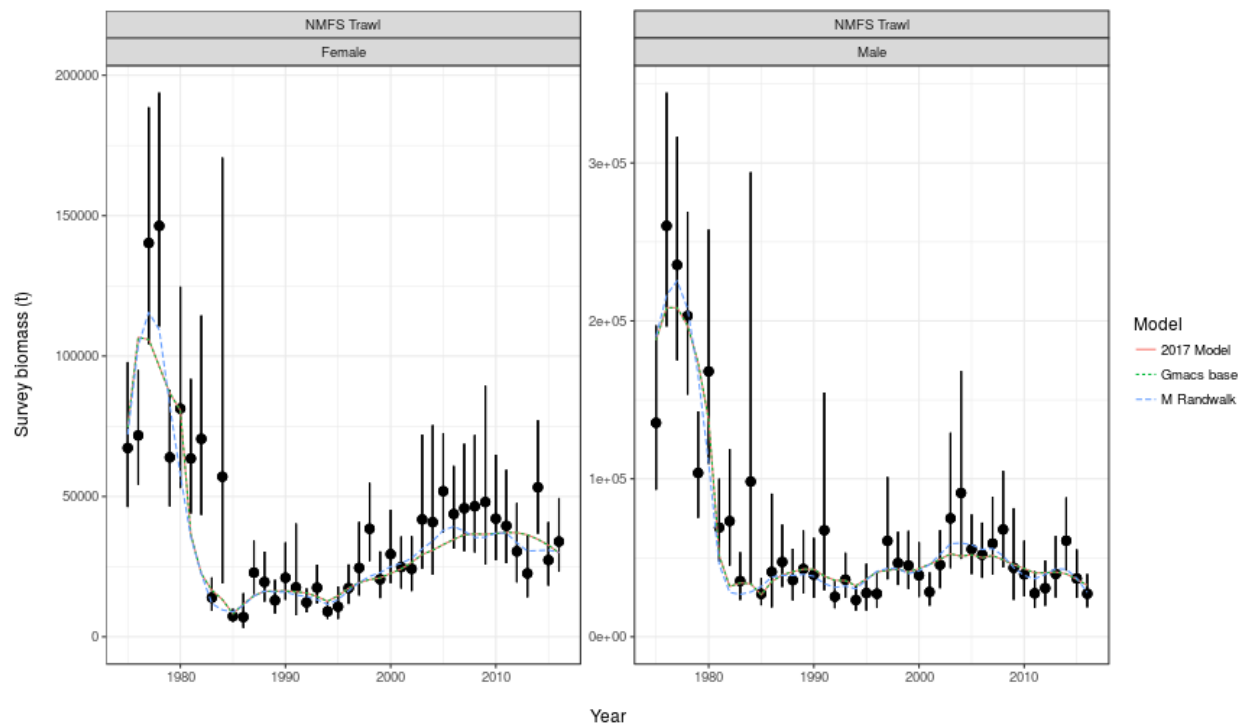 NMFS Trawl
Female
NMFS Trawl
Male
Survey biomass (t)
200000
150000
100000
50000
0
3e+05
2e+05
1e+05
0e+00
1980
1990
2000
2010
1980
1990
2000
2010
Year
Model
2017 Model
Gmacs base
M Randwalk